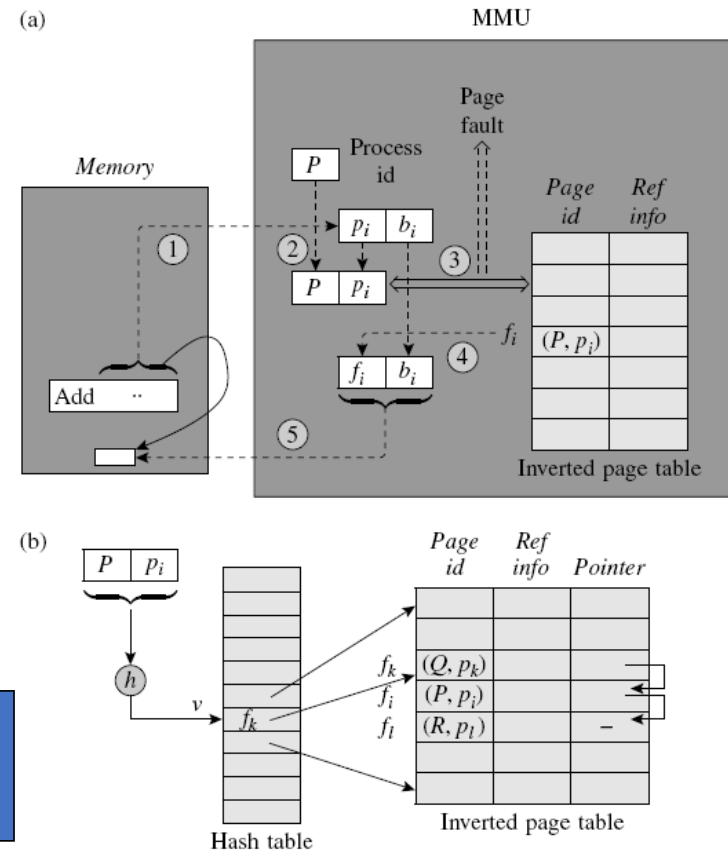 (a)
MMU
Page
fault
Process
id
P
Memory
Page
id
Ref
info
1
2
p_i b_i
3
P p_i
f_i
(P, p_i)
4
f_i b_i
Add ..
5
Inverted page table
(b)
P p_i
Page
id
Ref
info
Pointer
h
v
f_k
f_k
(Q, p_k)
f_i
(P, p_i)
f_l
(R, p_l)
–
Hash table
Inverted page table